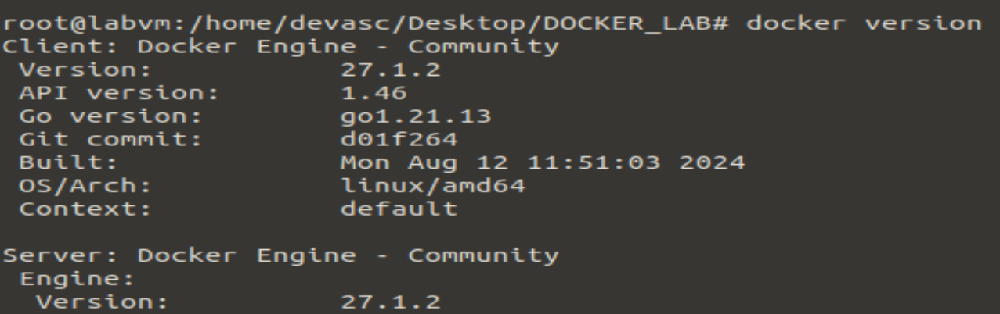 root@labvm:/home/devasc/Desktop/DOCKER_LAB# docker version
Client: Docker Engine - Community
 Version:           27.1.2
 API version:       1.46
 Go version:        go1.21.13
 Git commit:        d01f264
 Built:             Mon Aug 12 11:51:03 2024
 OS/Arch:           linux/amd64
 Context:           default

Server: Docker Engine - Community
 Engine:
  Version:          27.1.2